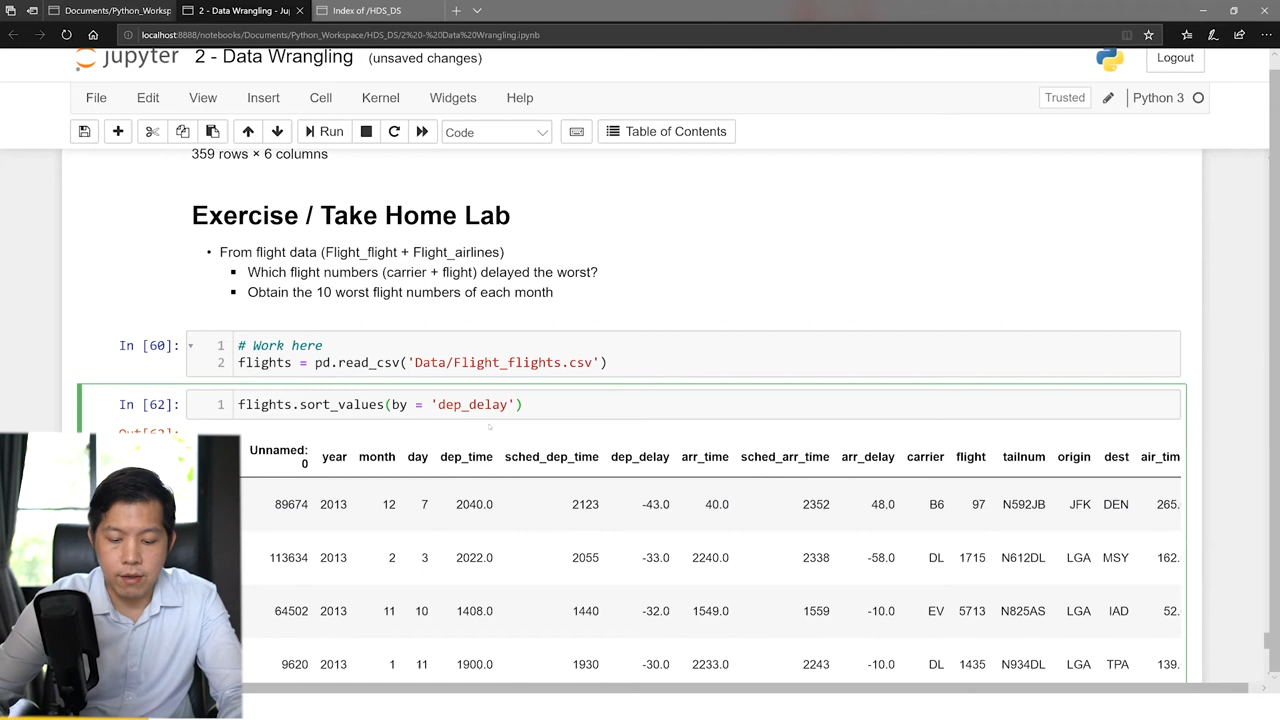 Documents/Python_Worksp
2 - Data Wrangling - Jup
Index of /HDS_DS
localhost:8888/notebooks/Documents/Python_Workspace/HDS_DS/2%20-%20Data%20Wrangling.ipynb
jupyter 2 - Data Wrangling (unsaved changes)
Logout
File Edit View Insert Cell Kernel Widgets Help
Trusted Python 3
Run Code Table of Contents
359 rows × 6 columns
Exercise / Take Home Lab
• From flight data (Flight_flight + Flight_airlines)
▪ Which flight numbers (carrier + flight) delayed the worst?
▪ Obtain the 10 worst flight numbers of each month
In [60]: 1 # Work here
2 flights = pd.read_csv('Data/Flight_flights.csv')
In [62]: 1 flights.sort_values(by = 'dep_delay')
Unnamed: 0 year month day dep_time sched_dep_time dep_delay arr_time sched_arr_time arr_delay carrier flight tailnum origin dest air_tim
89674 2013 12 7 2040.0 2123 -43.0 40.0 2352 48.0 B6 97 N592JB JFK DEN 265.
113634 2013 2 3 2022.0 2055 -33.0 2240.0 2338 -58.0 DL 1715 N612DL LGA MSY 162.
64502 2013 11 10 1408.0 1440 -32.0 1549.0 1559 -10.0 EV 5713 N825AS LGA IAD 52.
9620 2013 1 11 1900.0 1930 -30.0 2233.0 2243 -10.0 DL 1435 N934DL LGA TPA 139.